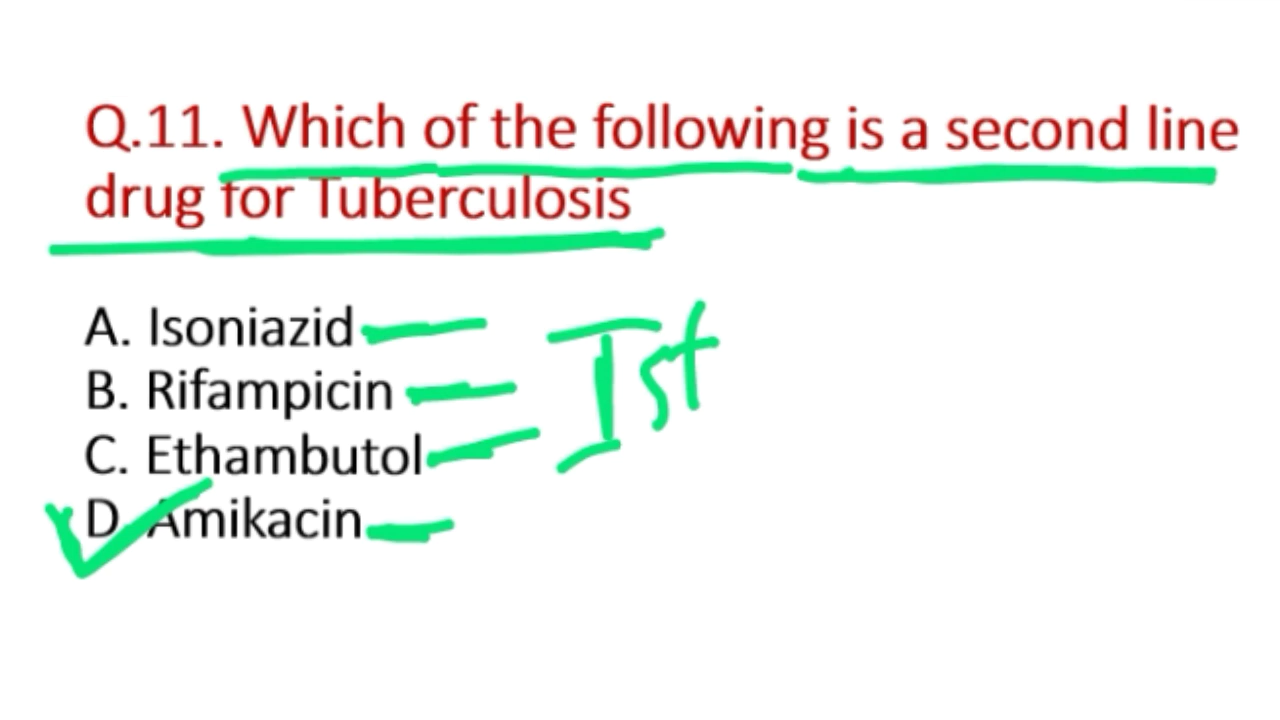 Q.11. Which of the following is a second line
drug for Tuberculosis
A. Isoniazid
B. Rifampicin
C. Ethambutol
D. Amikacin
Ist